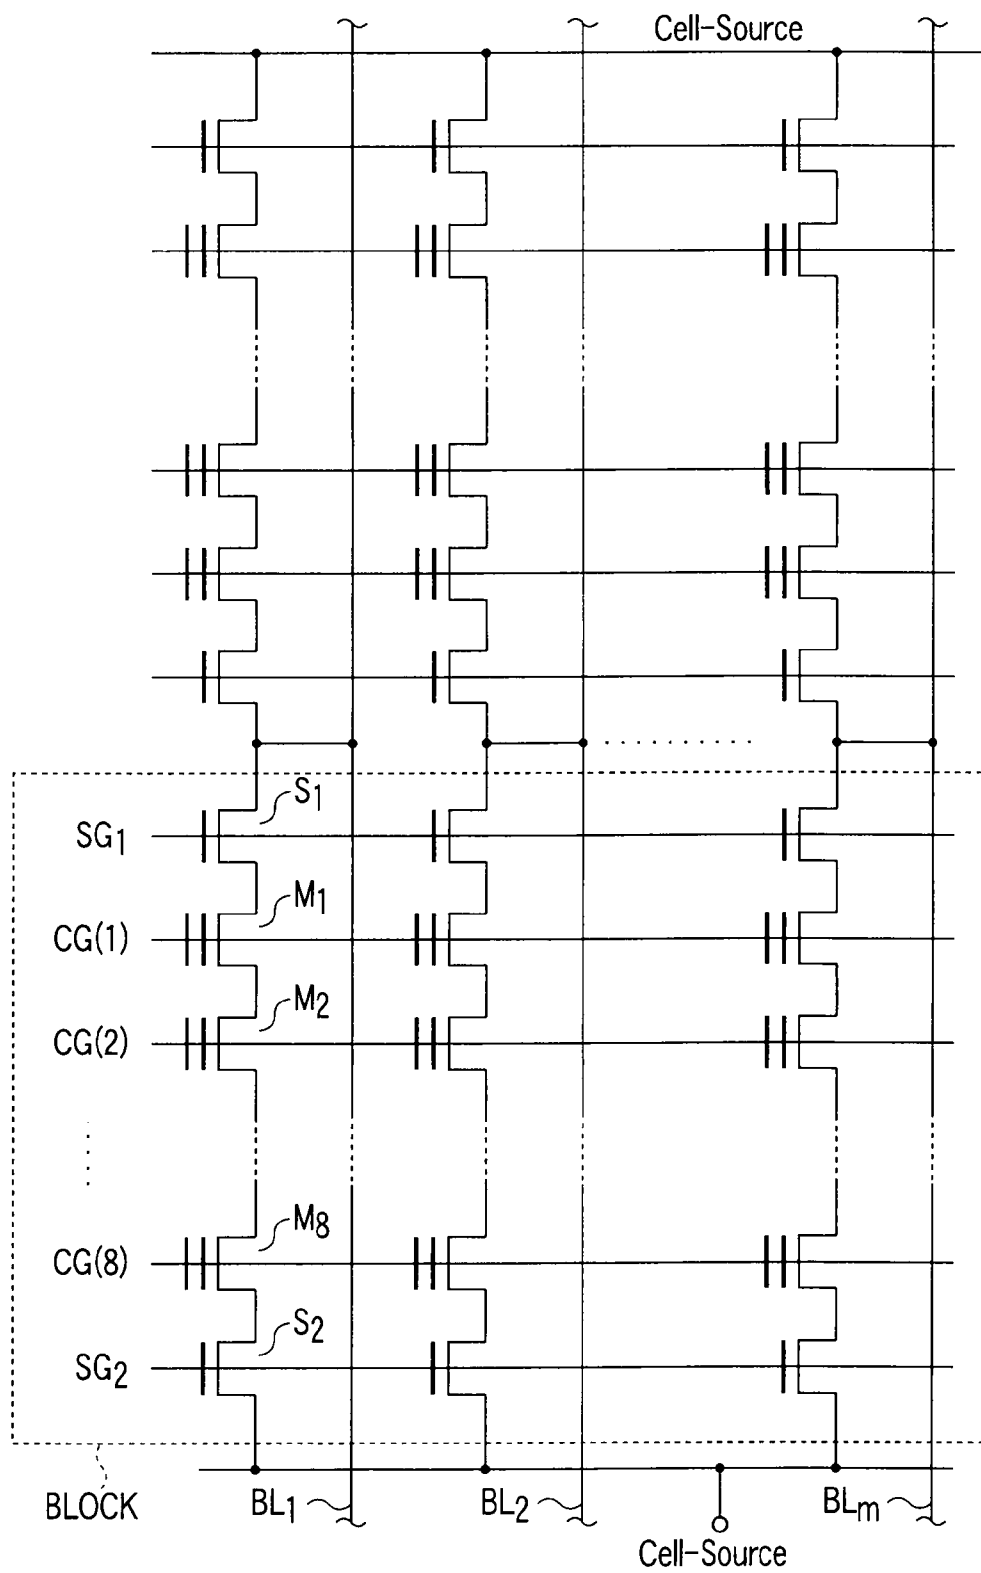 Cell-Source
S1
SG1
M1
CG(1)
M2
CG(2)
M8
CG(8)
S2
SG2
BLOCK
BL1
BL2
BLm
Cell-Source